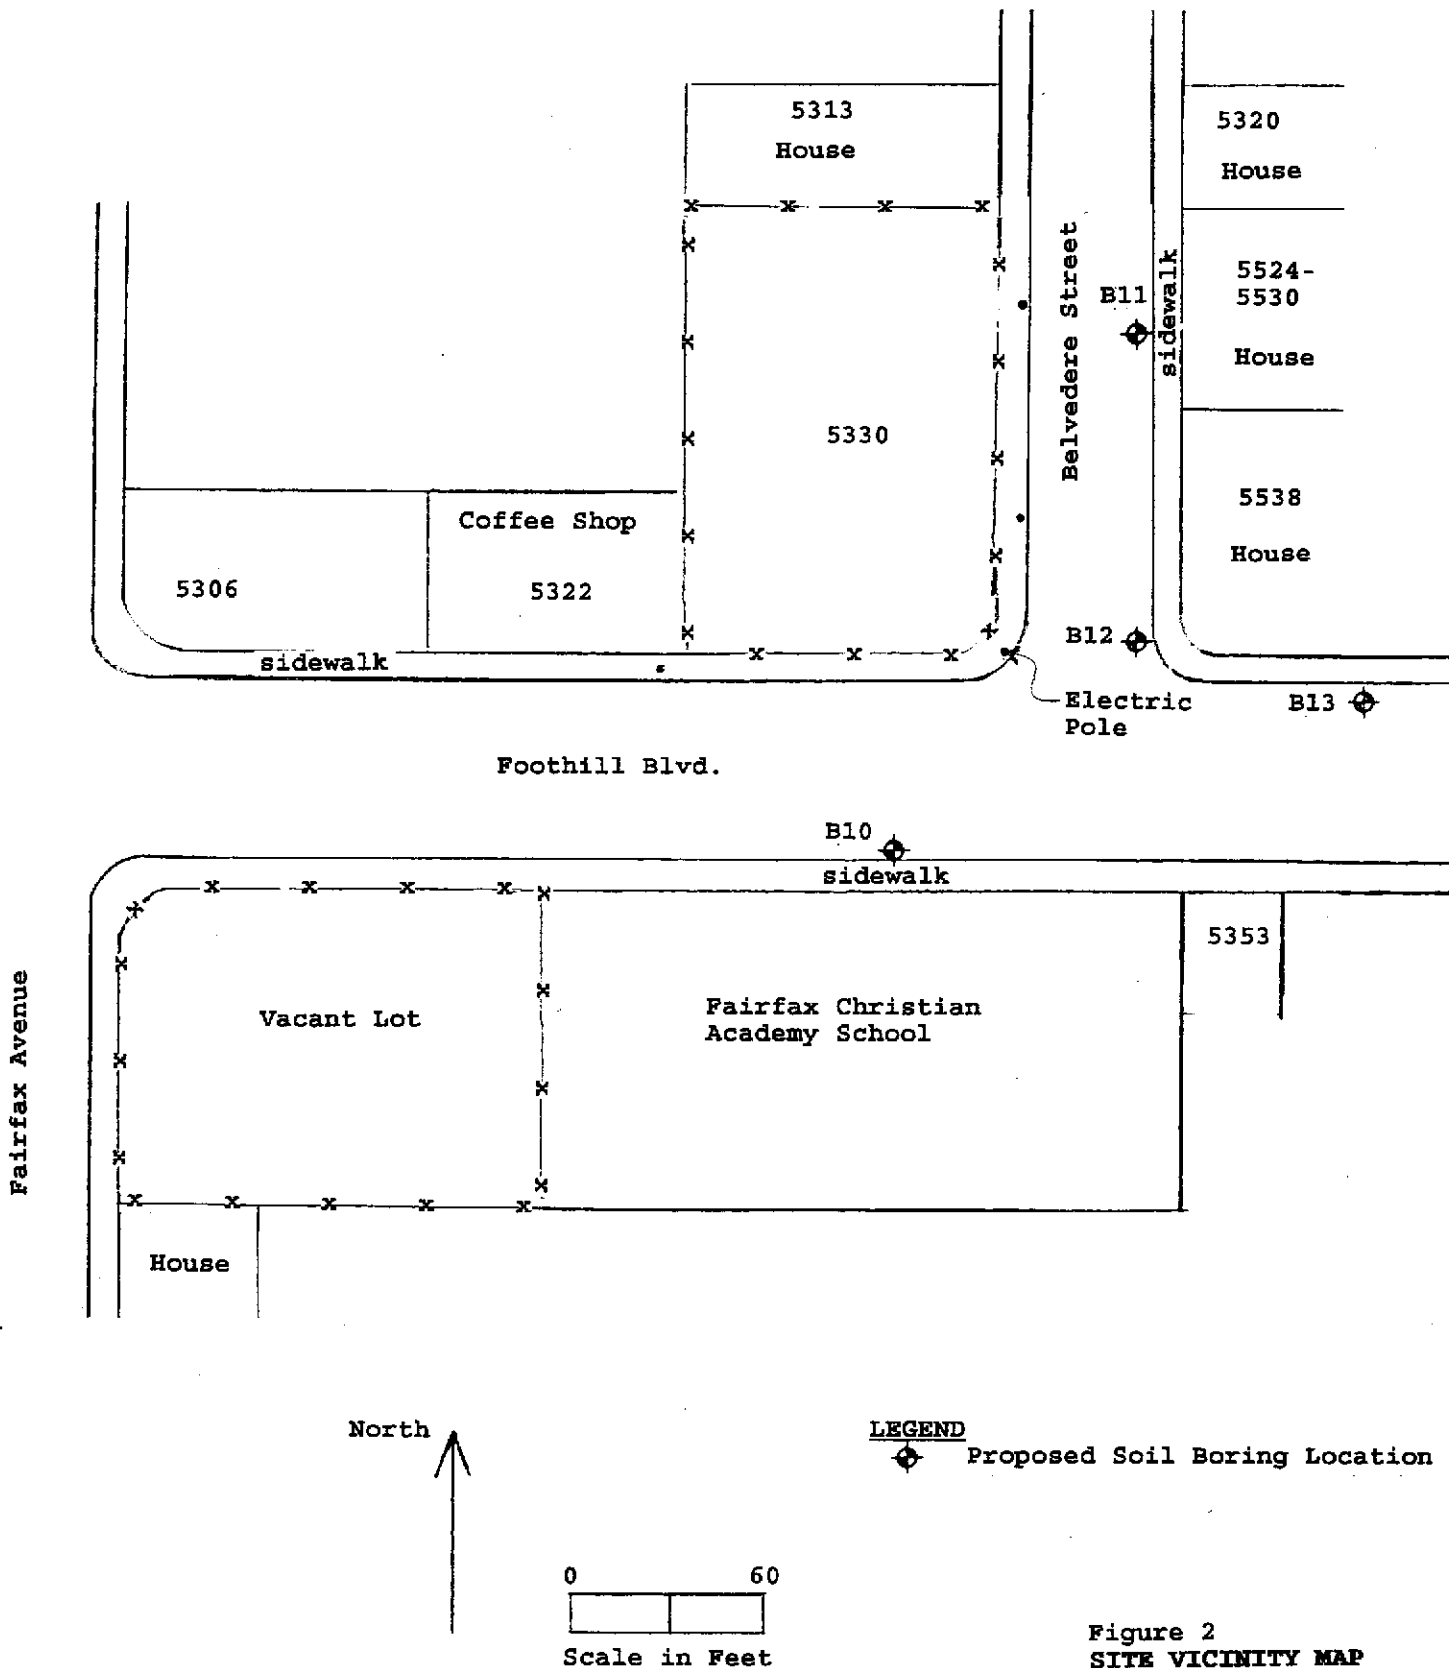 5313
House
5320
House
Belvedere Street
sidewalk
5524-
5530
House
B11
5330
Coffee Shop
5306
5322
5538
House
sidewalk
B12
Electric
Pole
B13
Foothill Blvd.
B10
sidewalk
5353
Fairfax Avenue
Vacant Lot
Fairfax Christian
Academy School
House
North
LEGEND
Proposed Soil Boring Location
0 60
Scale in Feet
Figure 2
SITE VICINITY MAP